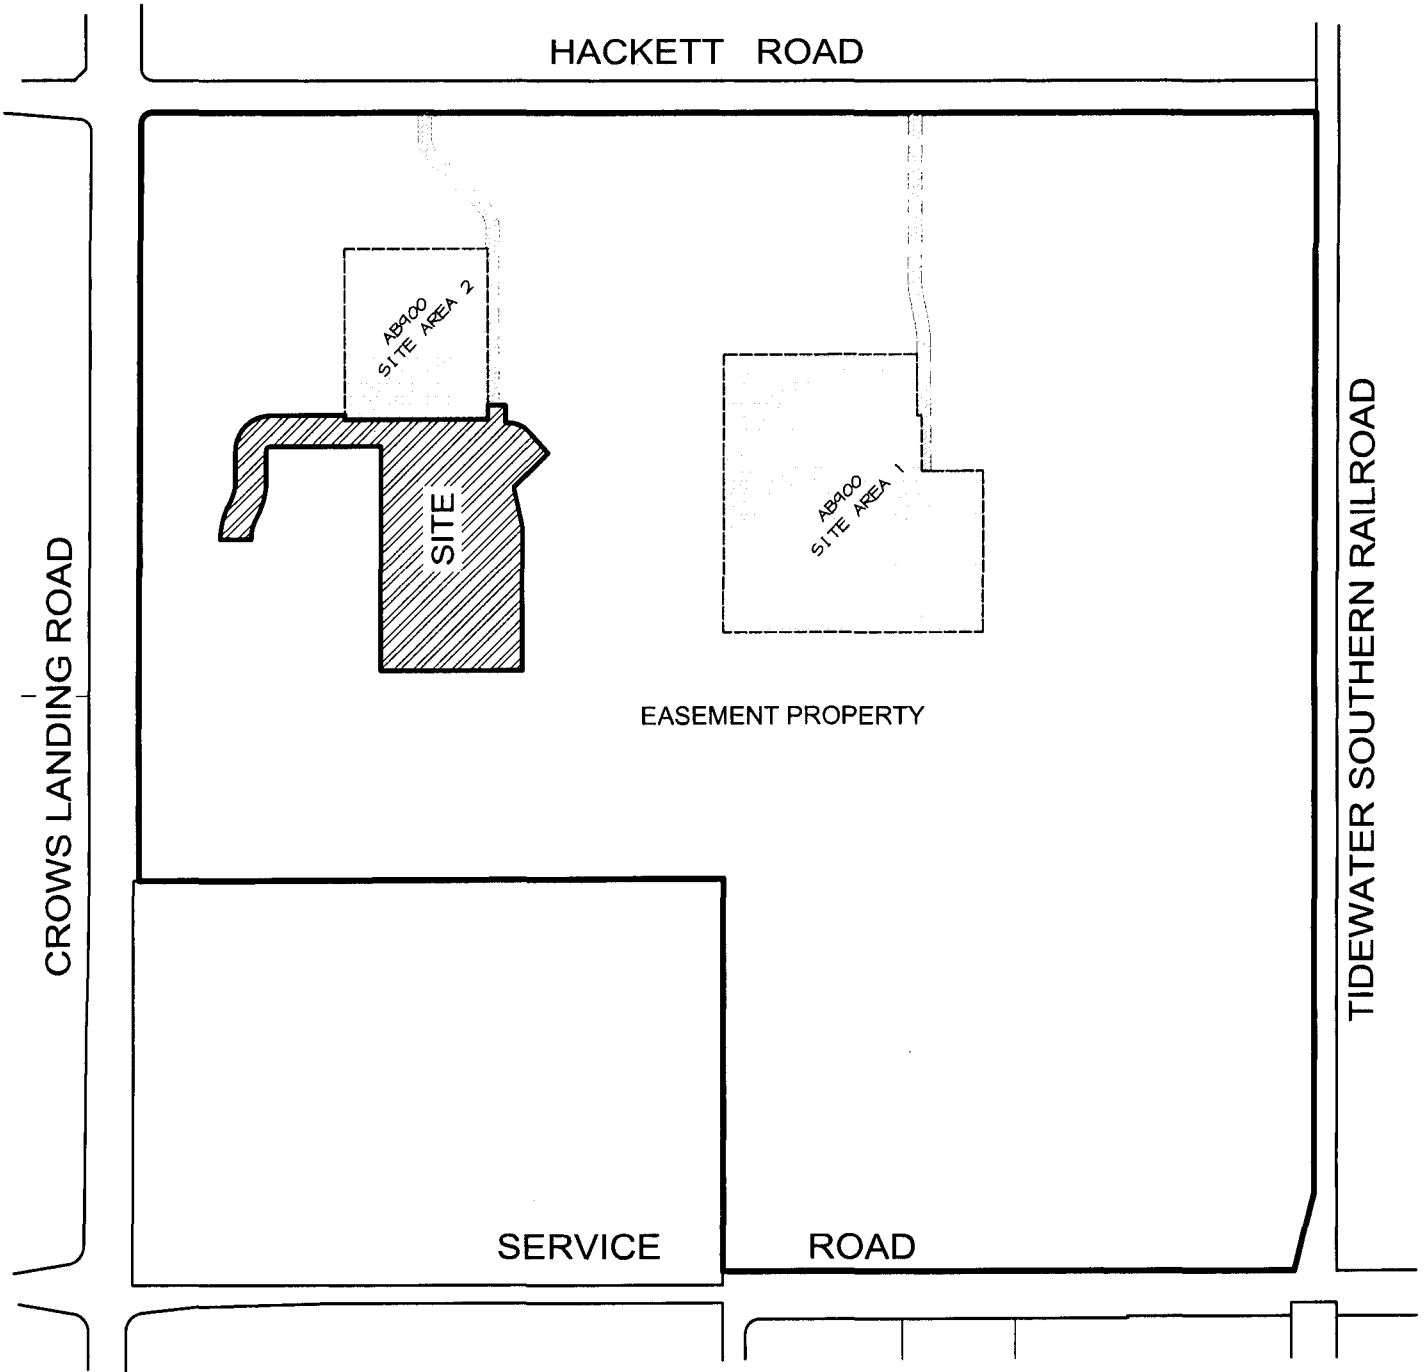 HACKETT ROAD
AB900
SITE AREA 2
SITE
AB900
SITE AREA 1
CROWS LANDING ROAD
TIDEWATER SOUTHERN RAILROAD
EASEMENT PROPERTY
SERVICE ROAD